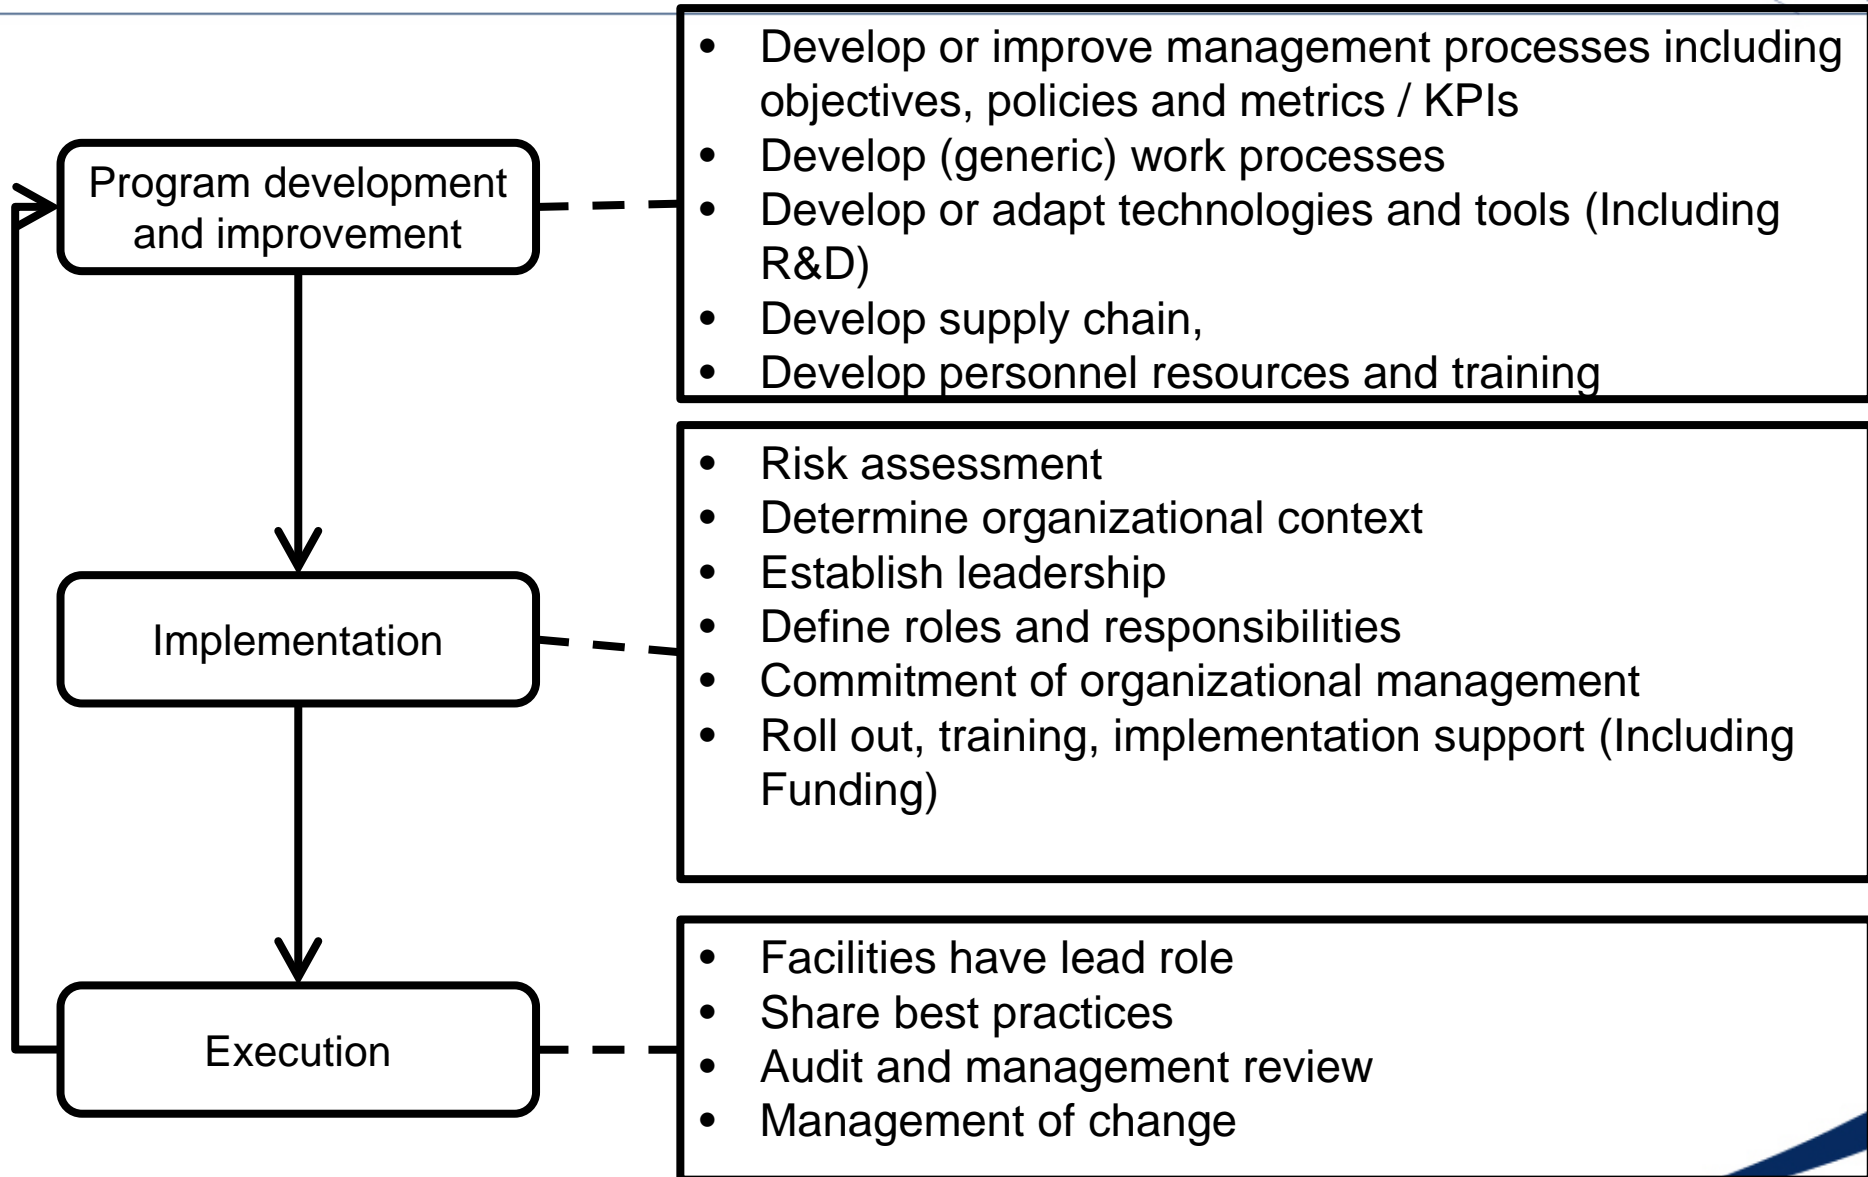 Program development
and improvement
• Develop or improve management processes including
objectives, policies and metrics / KPIs
• Develop (generic) work processes
• Develop or adapt technologies and tools (Including
R&D)
• Develop supply chain,
• Develop personnel resources and training
Implementation
• Risk assessment
• Determine organizational context
• Establish leadership
• Define roles and responsibilities
• Commitment of organizational management
• Roll out, training, implementation support (Including
Funding)
Execution
• Facilities have lead role
• Share best practices
• Audit and management review
• Management of change